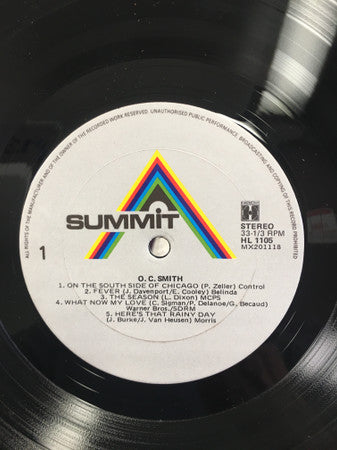 ALL RIGHTS OF THE MANUFACTURER AND OF THE OWNER OF THE RECORDED WORK RESERVED. UNAUTHORISED PUBLIC PERFORMANCE, BROADCASTING AND COPYING OF THIS RECORD PROHIBITED
SUMMIT
H
STEREO
33-1/3 RPM
HL 1105
MX201118
1
O. C. SMITH
1. ON THE SOUTH SIDE OF CHICAGO (P. Zeller) Control
2. FEVER (J. Davenport/E. Cooley) Belinda
3. THE SEASON (L. Dixon) MCPS
4. WHAT NOW MY LOVE (C. Sigman/P. Delanoe/G. Becaud)
Warner Bros./SDRM
5. HERE'S THAT RAINY DAY
(J. Burke/J. Van Heusen) Morris